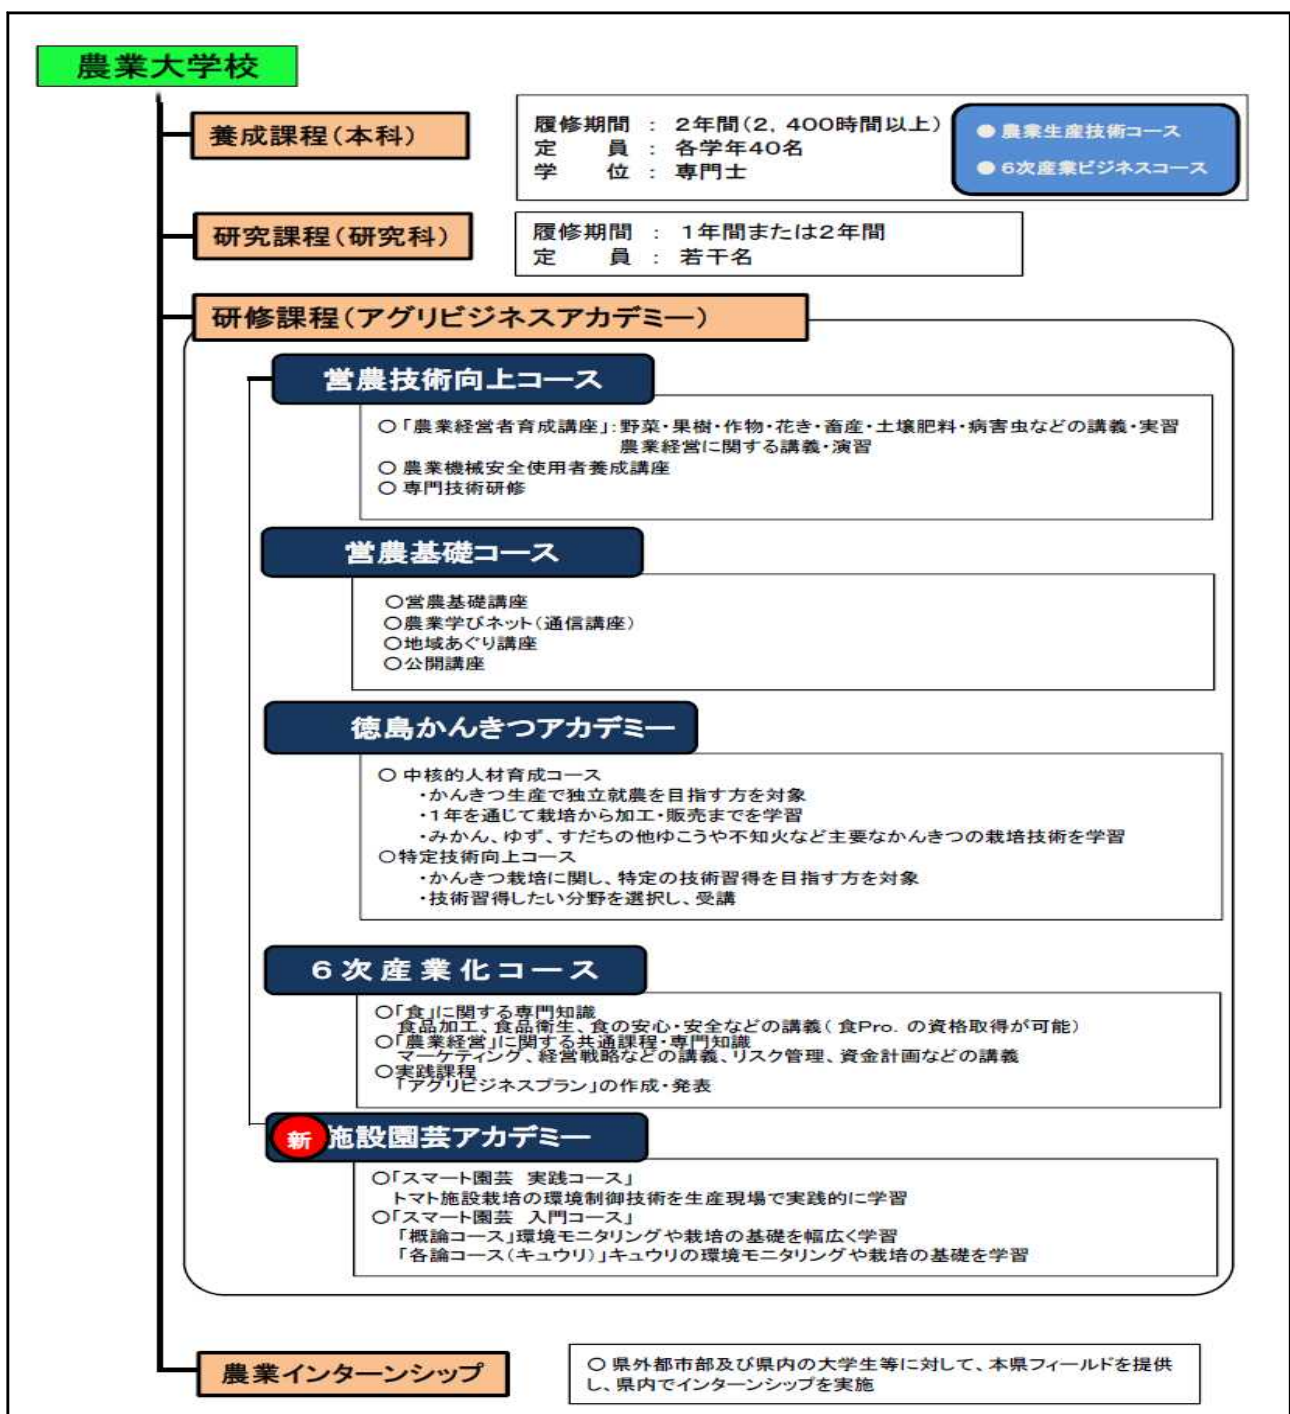 農業大学校
養成課程(本科)
履修期間 : 2年間(2,400時間以上)
定 員 : 各学年40名
学 位 : 専門士
● 農業生産技術コース
● 6次産業ビジネスコース
研究課程(研究科)
履修期間 : 1年間または2年間
定 員 : 若干名
研修課程(アグリビジネスアカデミー)
営農技術向上コース
○「農業経営者育成講座」:野菜・果樹・作物・花き・畜産・土壌肥料・病害虫などの講義・実習
農業経営に関する講義・演習
○ 農業機械安全使用者養成講座
○ 専門技術研修
営農基礎コース
○営農基礎講座
○農業学びネット(通信講座)
○地域あぐり講座
○公開講座
徳島かんきつアカデミー
○ 中核的人材育成コース
・かんきつ生産で独立就農を目指す方を対象
・1年を通じて栽培から加工・販売までを学習
・みかん、ゆず、すだちの他ゆこうや不知火など主要なかんきつの栽培技術を学習
○特定技術向上コース
・かんきつ栽培に関し、特定の技術習得を目指す方を対象
・技術習得したい分野を選択し、受講
6次産業化コース
○「食」に関する専門知識
食品加工、食品衛生、食の安心・安全などの講義( 食Pro. の資格取得が可能)
○「農業経営」に関する共通課程・専門知識
マーケティング、経営戦略などの講義、リスク管理、資金計画などの講義
○実践課程
「アグリビジネスプラン」の作成・発表
新 施設園芸アカデミー
○「スマート園芸 実践コース」
トマト施設栽培の環境制御技術を生産現場で実践的に学習
○「スマート園芸 入門コース」
「概論コース」環境モニタリングや栽培の基礎を幅広く学習
「各論コース(キュウリ)」キュウリの環境モニタリングや栽培の基礎を学習
農業インターンシップ
○ 県外都市部及び県内の大学生等に対して、本県フィールドを提供
し、県内でインターンシップを実施